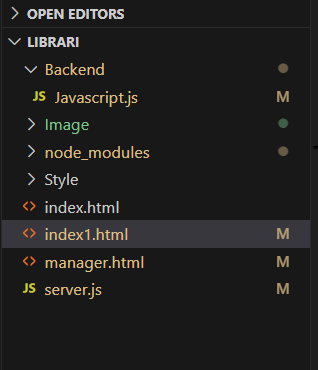 OPEN EDITORS
LIBRARI
Backend
JS Javascript.js M
Image
node_modules
Style
<> index.html
<> index1.html M
<> manager.html M
JS server.js M